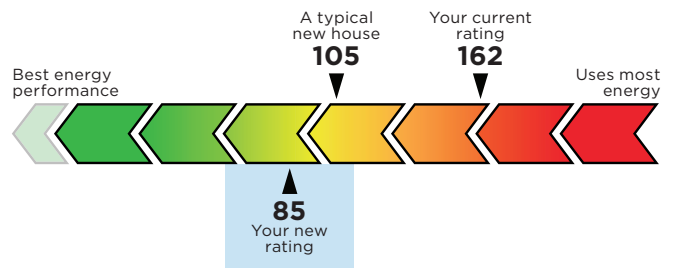 A typical
new house
105
Your current
rating
162
Best energy
performance
Uses most
energy
85
Your new
rating